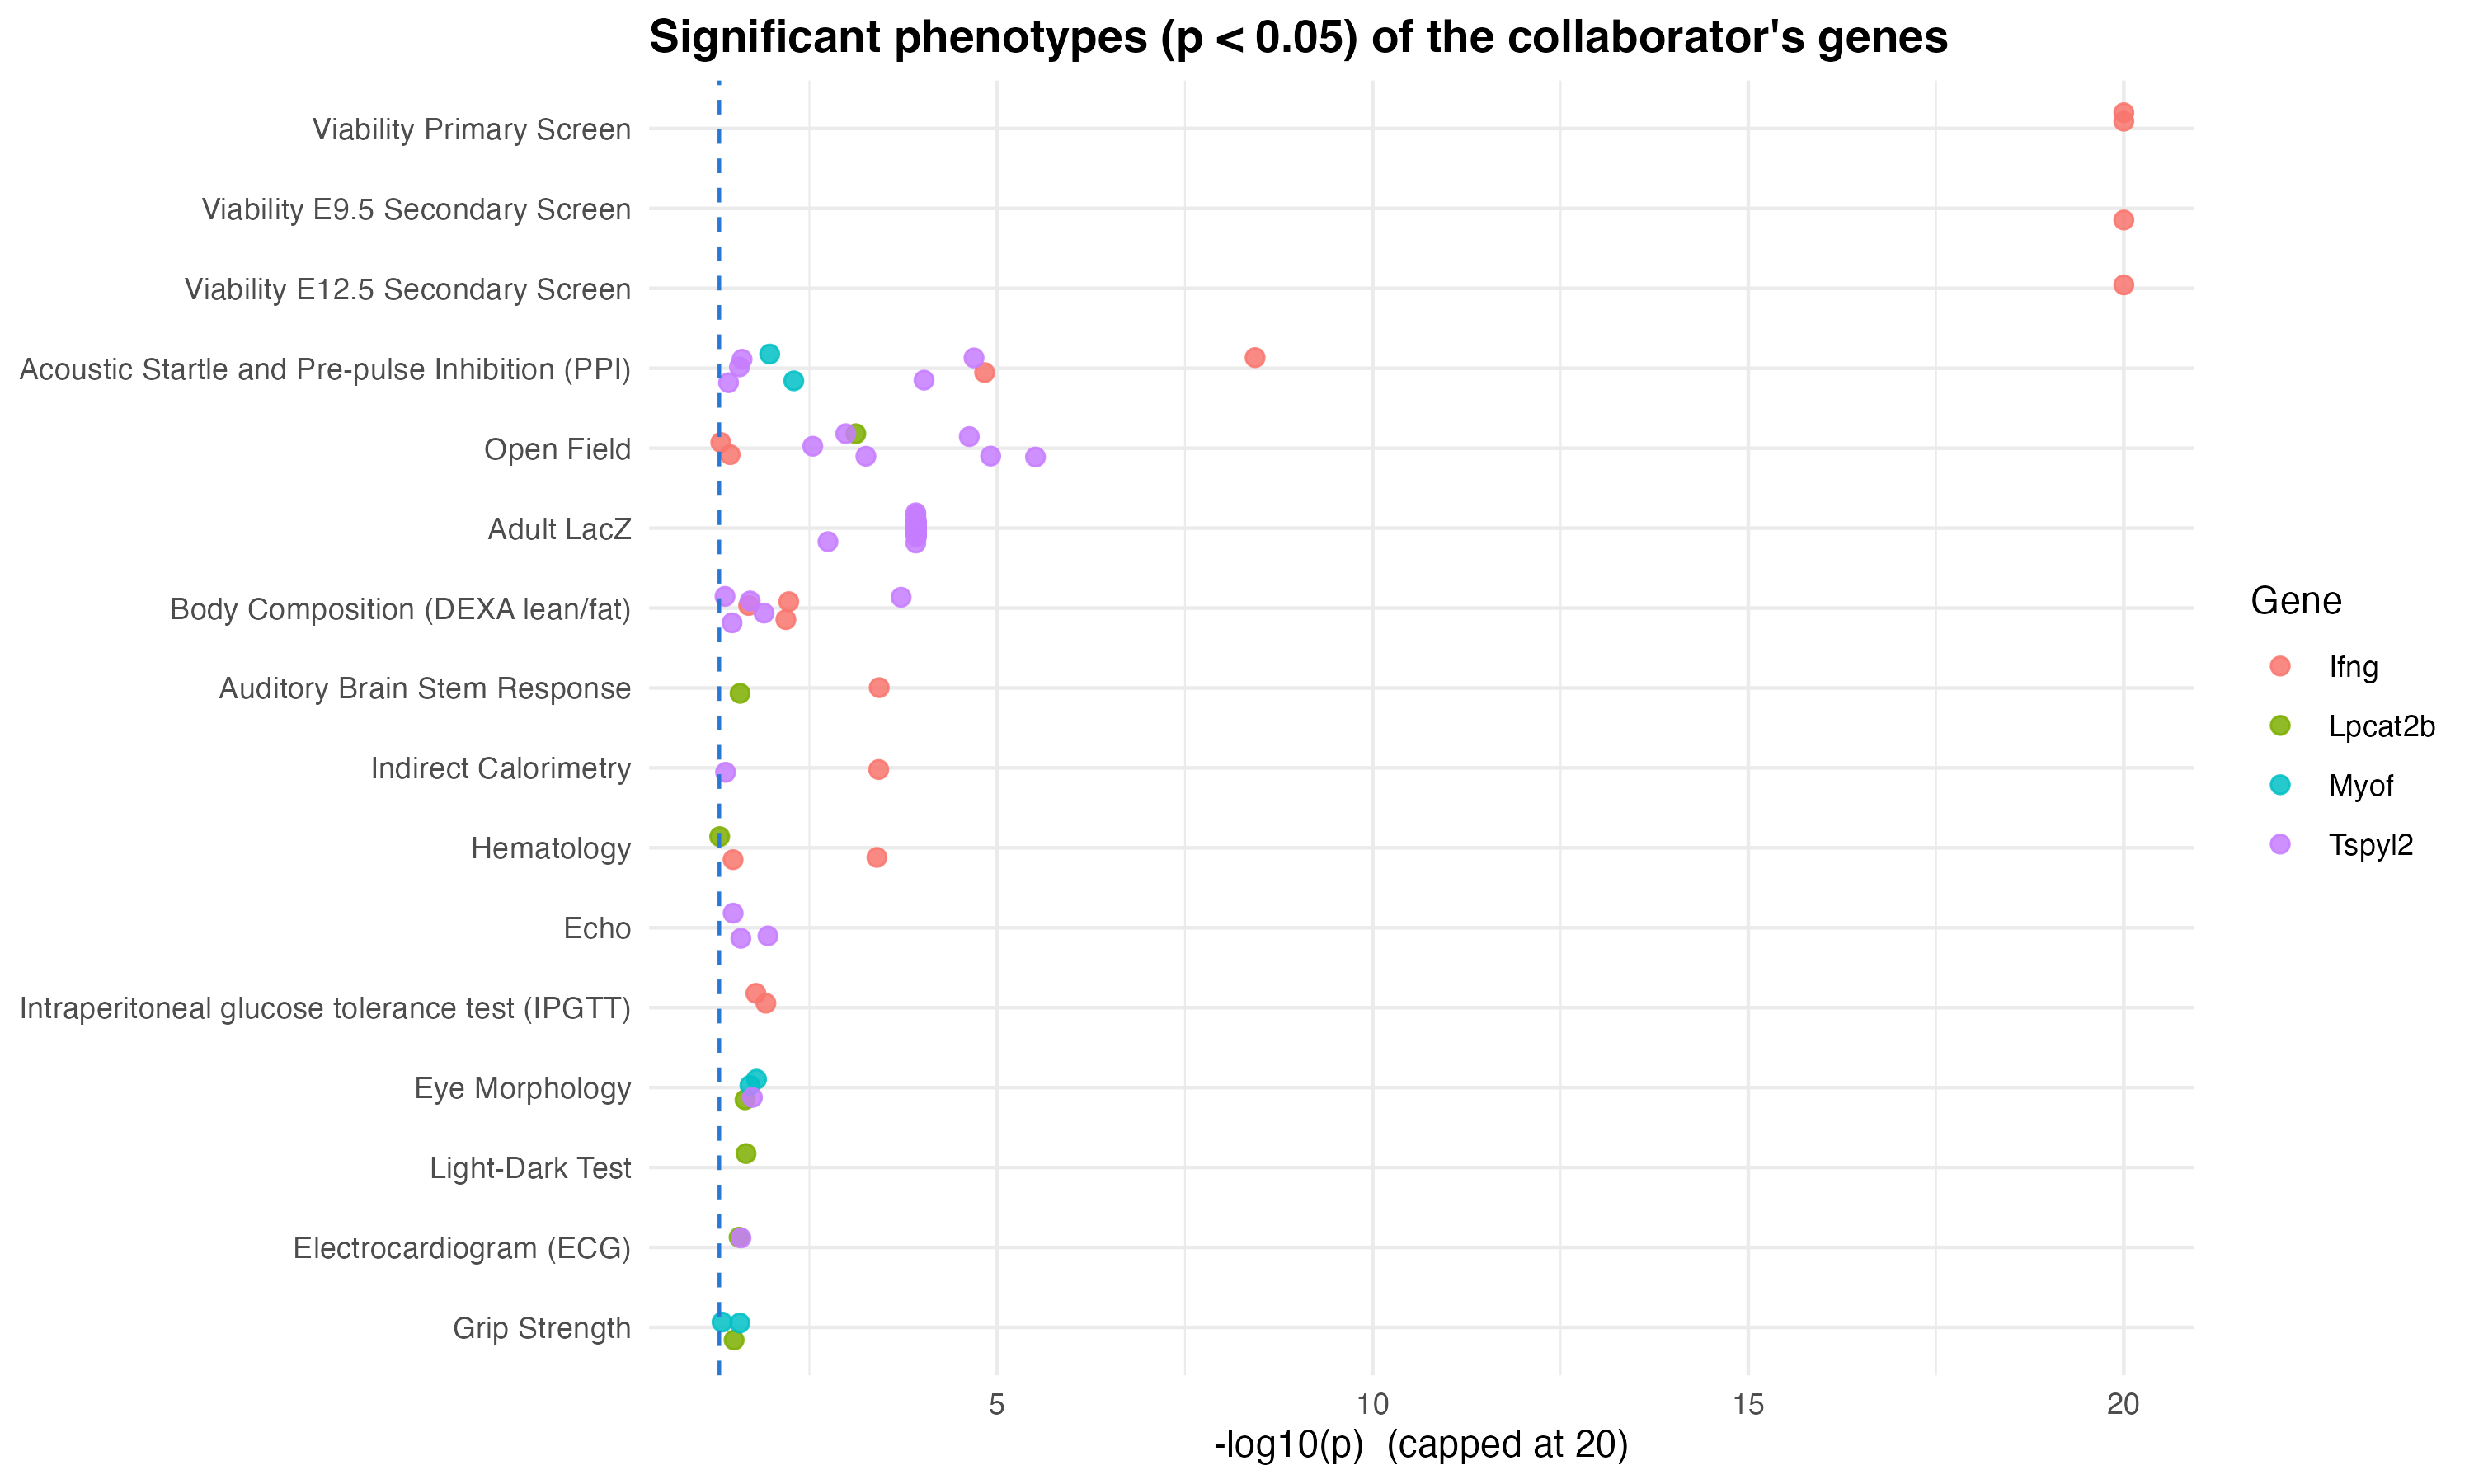 Significant phenotypes (p < 0.05) of the collaborator's genes
Viability Primary Screen
Viability E9.5 Secondary Screen
Viability E12.5 Secondary Screen
Acoustic Startle and Pre-pulse Inhibition (PPI)
Open Field
Adult LacZ
Body Composition (DEXA lean/fat)
Auditory Brain Stem Response
Indirect Calorimetry
Hematology
Echo
Intraperitoneal glucose tolerance test (IPGTT)
Eye Morphology
Light-Dark Test
Electrocardiogram (ECG)
Grip Strength
5 10 15 20
-log10(p) (capped at 20)
Gene
Ifng
Lpcat2b
Myof
Tspyl2